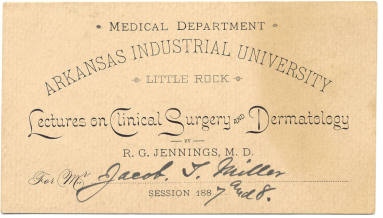 MEDICAL DEPARTMENT
ARKANSAS INDUSTRIAL UNIVERSITY
LITTLE ROCK
Lectures on Clinical Surgery AND Dermatology
BY
R. G. JENNINGS, M. D.
For Mr. Jacob. T. Miller
SESSION 1887 and 8.